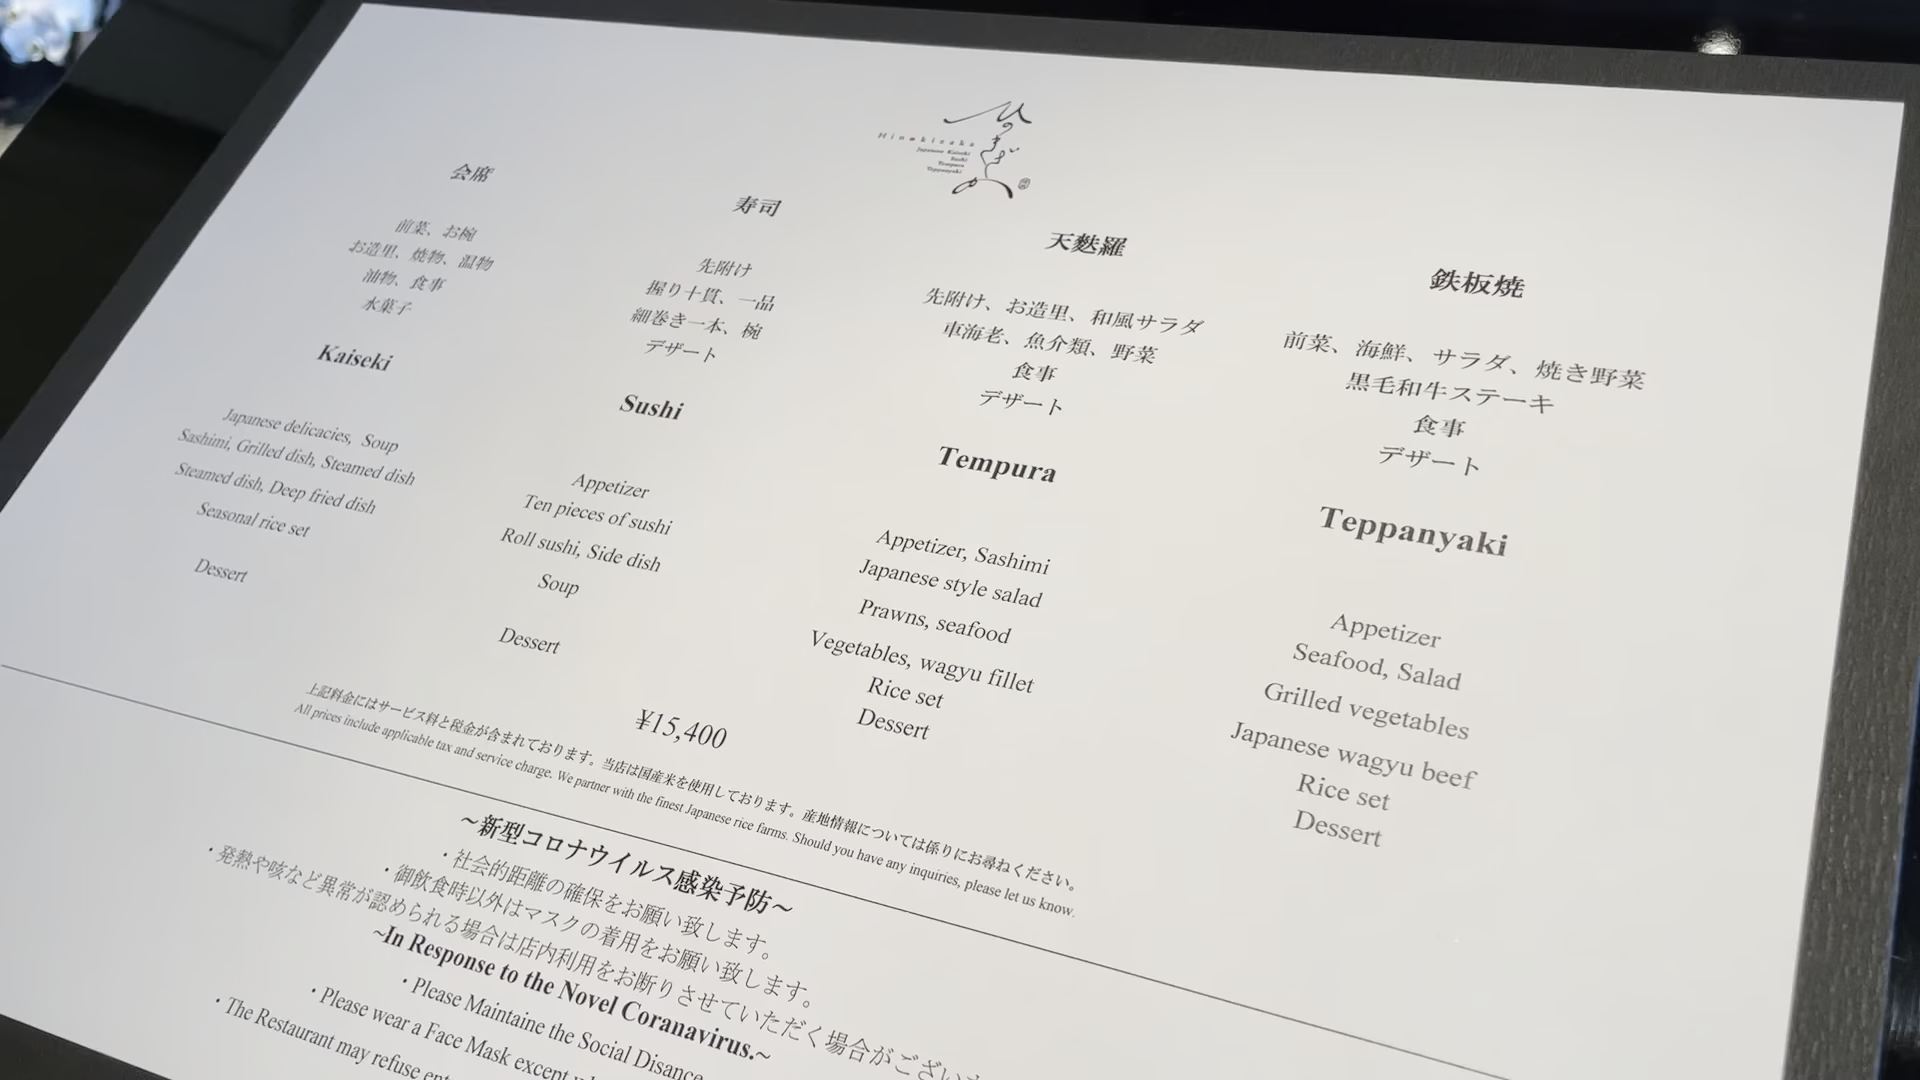 ひのきざか
Hinokizaka
Japanese Kaiseki
Sushi
Tempura
Teppanyaki
会席
前菜、お椀
お造里、焼物、温物
油物、食事
水菓子
Kaiseki
Japanese delicacies, Soup
Sashimi, Grilled dish, Steamed dish
Steamed dish, Deep fried dish
Seasonal rice set
Dessert
寿司
先附け
握り十貫、一品
細巻き一本、椀
デザート
Sushi
Appetizer
Ten pieces of sushi
Roll sushi, Side dish
Soup
Dessert
天麩羅
先附け、お造里、和風サラダ
車海老、魚介類、野菜
食事
デザート
Tempura
Appetizer, Sashimi
Japanese style salad
Prawns, seafood
Vegetables, wagyu fillet
Rice set
Dessert
鉄板焼
前菜、海鮮、サラダ、焼き野菜
黒毛和牛ステーキ
食事
デザート
Teppanyaki
Appetizer
Seafood, Salad
Grilled vegetables
Japanese wagyu beef
Rice set
Dessert
¥15,400
上記料金にはサービス料と税金が含まれております。当店は国産米を使用しております。産地情報については係りにお尋ねください。
All prices include applicable tax and service charge. We partner with the finest Japanese rice farms. Should you have any inquiries, please let us know.
~新型コロナウイルス感染予防~
・社会的距離の確保をお願い致します。
・御飲食時以外はマスクの着用をお願い致します。
・発熱や咳など異常が認められる場合は店内利用をお断りさせていただく場合がござい
~In Response to the Novel Coranavirus.~
・Please Maintaine the Social Disance
・Please wear a Face Mask except
・The Restaurant may refuse